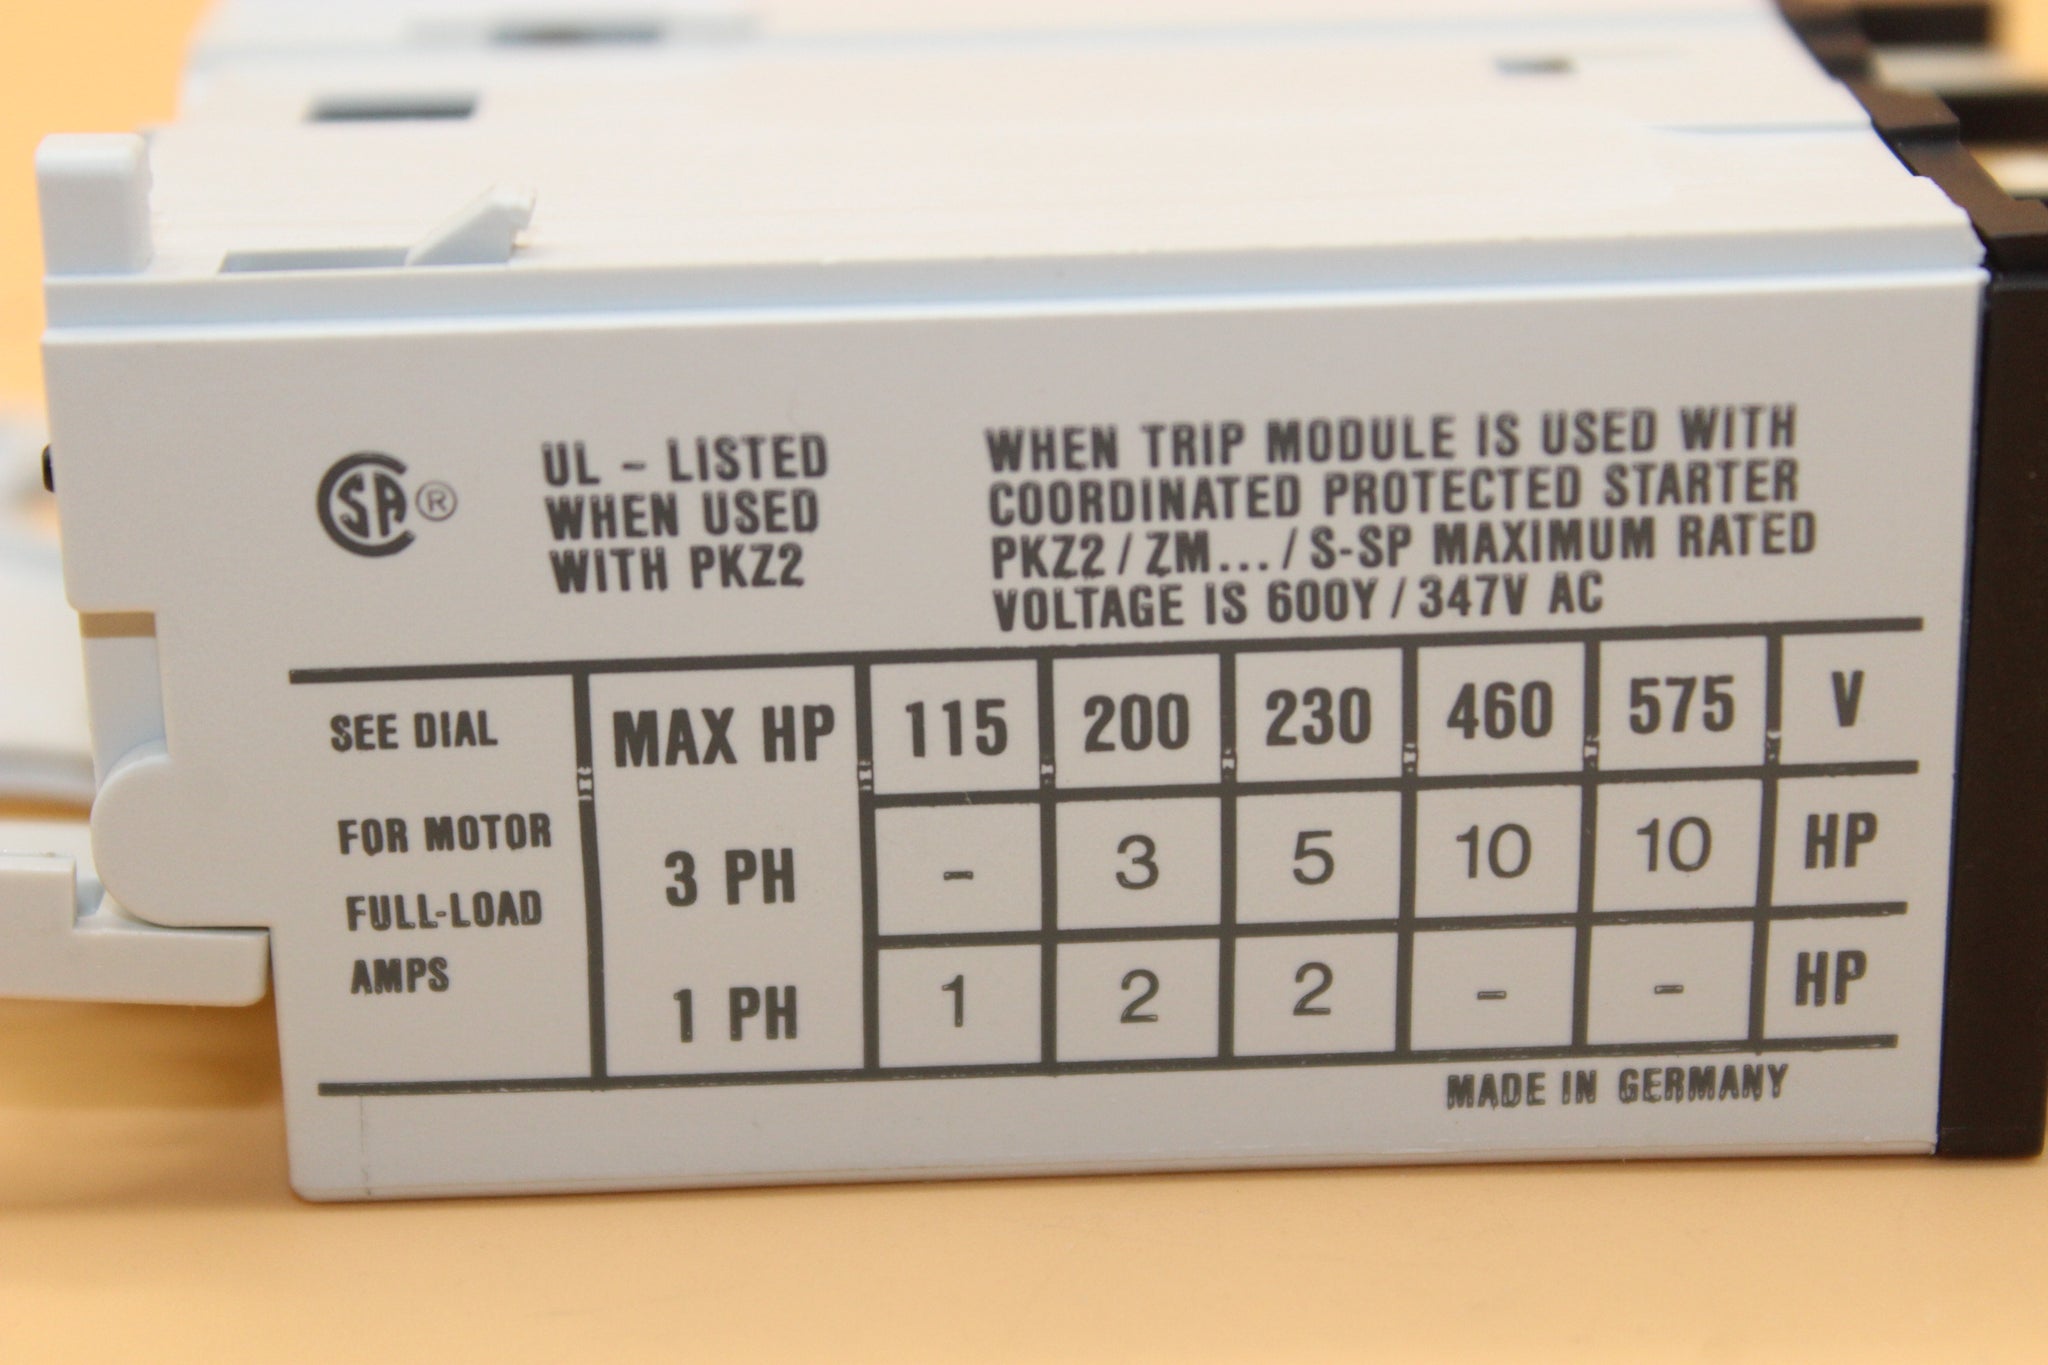 CSA ®
UL - LISTED
WHEN USED
WITH PKZ2
WHEN TRIP MODULE IS USED WITH
COORDINATED PROTECTED STARTER
PKZ2 / ZM... / S-SP MAXIMUM RATED
VOLTAGE IS 600Y / 347V AC
SEE DIAL
FOR MOTOR
FULL-LOAD
AMPS
MAX HP 115 200 230 460 575 V
3 PH - 3 5 10 10 HP
1 PH 1 2 2 - - HP
MADE IN GERMANY